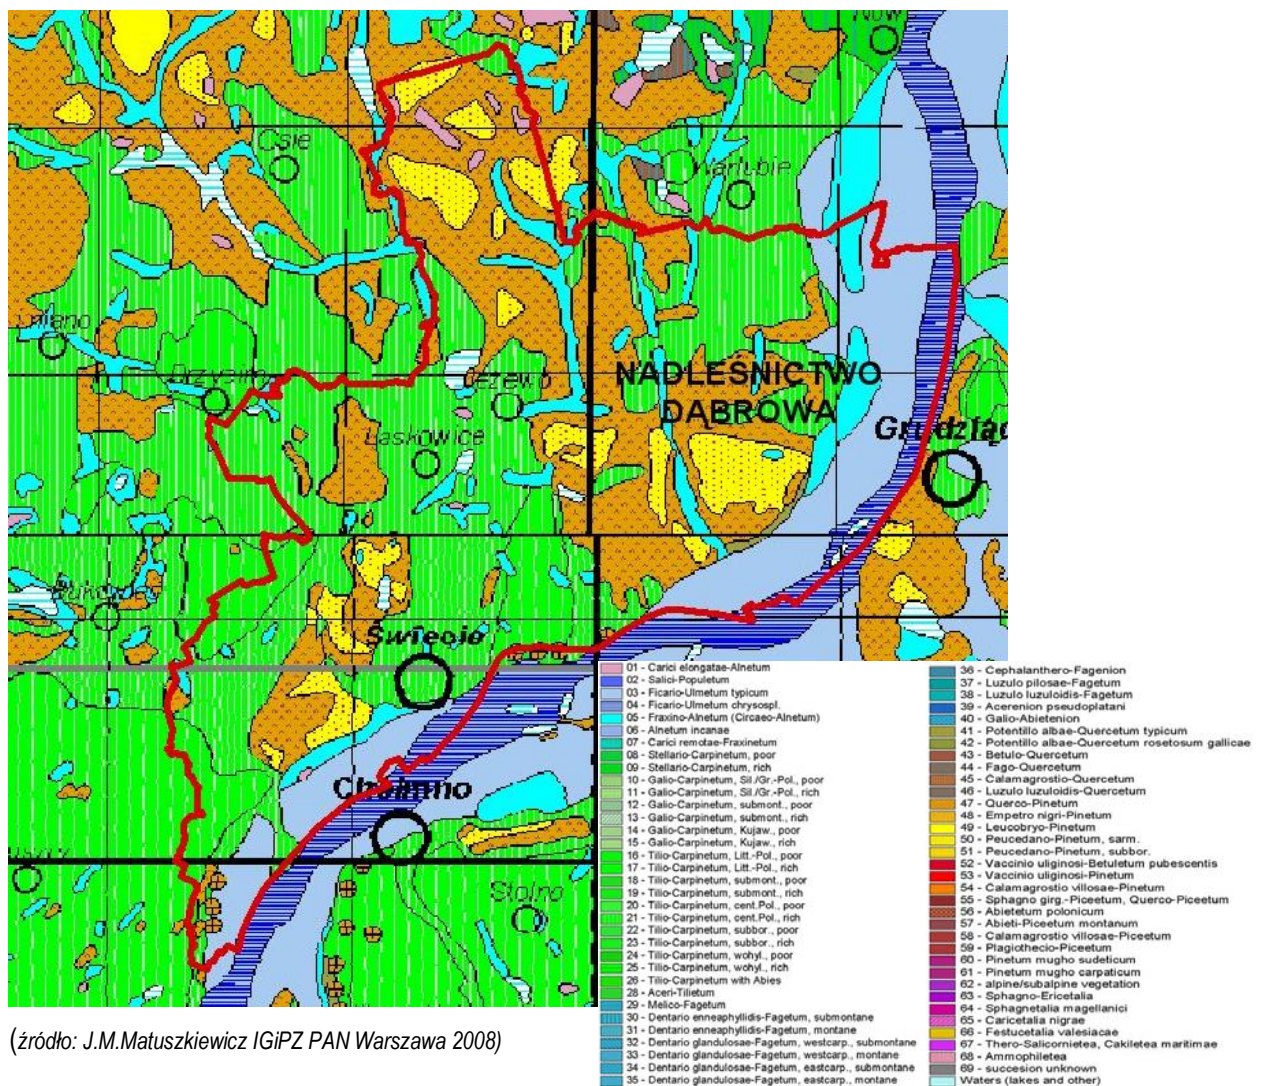 Now
Osie
Warlubie
Drzycim
Jeżewo
NADLEŚNICTWO
DĄBROWA
Laskowice
Grudziąd
Świecie
Chełmno
Stolno
01 - Carici elongatae-Alnetum
02 - Salici-Populetum
03 - Ficario-Ulmetum typicum
04 - Ficario-Ulmetum chrysospl.
05 - Fraxino-Alnetum (Circaeo-Alnetum)
06 - Alnetum incanae
07 - Carici remotae-Fraxinetum
08 - Stellario-Carpinetum, poor
09 - Stellario-Carpinetum, rich
10 - Galio-Carpinetum, Sil./Gr.-Pol., poor
11 - Galio-Carpinetum, Sil./Gr.-Pol., rich
12 - Galio-Carpinetum, submont., poor
13 - Galio-Carpinetum, submont., rich
14 - Galio-Carpinetum, Kujaw., poor
15 - Galio-Carpinetum, Kujaw., rich
16 - Tilio-Carpinetum, Litt.-Pol., poor
17 - Tilio-Carpinetum, Litt.-Pol., rich
18 - Tilio-Carpinetum, submont., poor
19 - Tilio-Carpinetum, submont., rich
20 - Tilio-Carpinetum, cent.Pol., poor
21 - Tilio-Carpinetum, cent.Pol., rich
22 - Tilio-Carpinetum, subbor., poor
23 - Tilio-Carpinetum, subbor., rich
24 - Tilio-Carpinetum, wohyl., poor
25 - Tilio-Carpinetum, wohyl., rich
26 - Tilio-Carpinetum with Abies
28 - Aceri-Tilietum
29 - Melico-Fagetum
30 - Dentario enneaphyllidis-Fagetum, submontane
31 - Dentario enneaphyllidis-Fagetum, montane
32 - Dentario glandulosae-Fagetum, westcarp., submontane
33 - Dentario glandulosae-Fagetum, westcarp., montane
34 - Dentario glandulosae-Fagetum, eastcarp., submontane
35 - Dentario glandulosae-Fagetum, eastcarp., montane
36 - Cephalanthero-Fagenion
37 - Luzulo pilosae-Fagetum
38 - Luzulo luzuloidis-Fagetum
39 - Acerenion pseudoplatani
40 - Galio-Abietenion
41 - Potentillo albae-Quercetum typicum
42 - Potentillo albae-Quercetum rosetosum gallicae
43 - Betulo-Quercetum
44 - Fago-Quercetum
45 - Calamagrostio-Quercetum
46 - Luzulo luzuloidis-Quercetum
47 - Querco-Pinetum
48 - Empetro nigri-Pinetum
49 - Leucobryo-Pinetum
50 - Peucedano-Pinetum, sarm.
51 - Peucedano-Pinetum, subbor.
52 - Vaccinio uliginosi-Betuletum pubescentis
53 - Vaccinio uliginosi-Pinetum
54 - Calamagrostio villosae-Pinetum
55 - Sphagno girg.-Piceetum, Querco-Piceetum
56 - Abietetum polonicum
57 - Abieti-Piceetum montanum
58 - Calamagrostio villosae-Piceetum
59 - Plagiothecio-Piceetum
60 - Pinetum mugho sudeticum
61 - Pinetum mugho carpaticum
62 - alpine/subalpine vegetation
63 - Sphagno-Ericetalia
64 - Sphagnetalia magellanici
65 - Caricetalia nigrae
66 - Festucetalia valesiacae
67 - Thero-Salicornietea, Cakiletea maritimae
68 - Ammophiletea
69 - succesion unknown
Waters (lakes and other)
(źródło: J.M.Matuszkiewicz IGiPZ PAN Warszawa 2008)